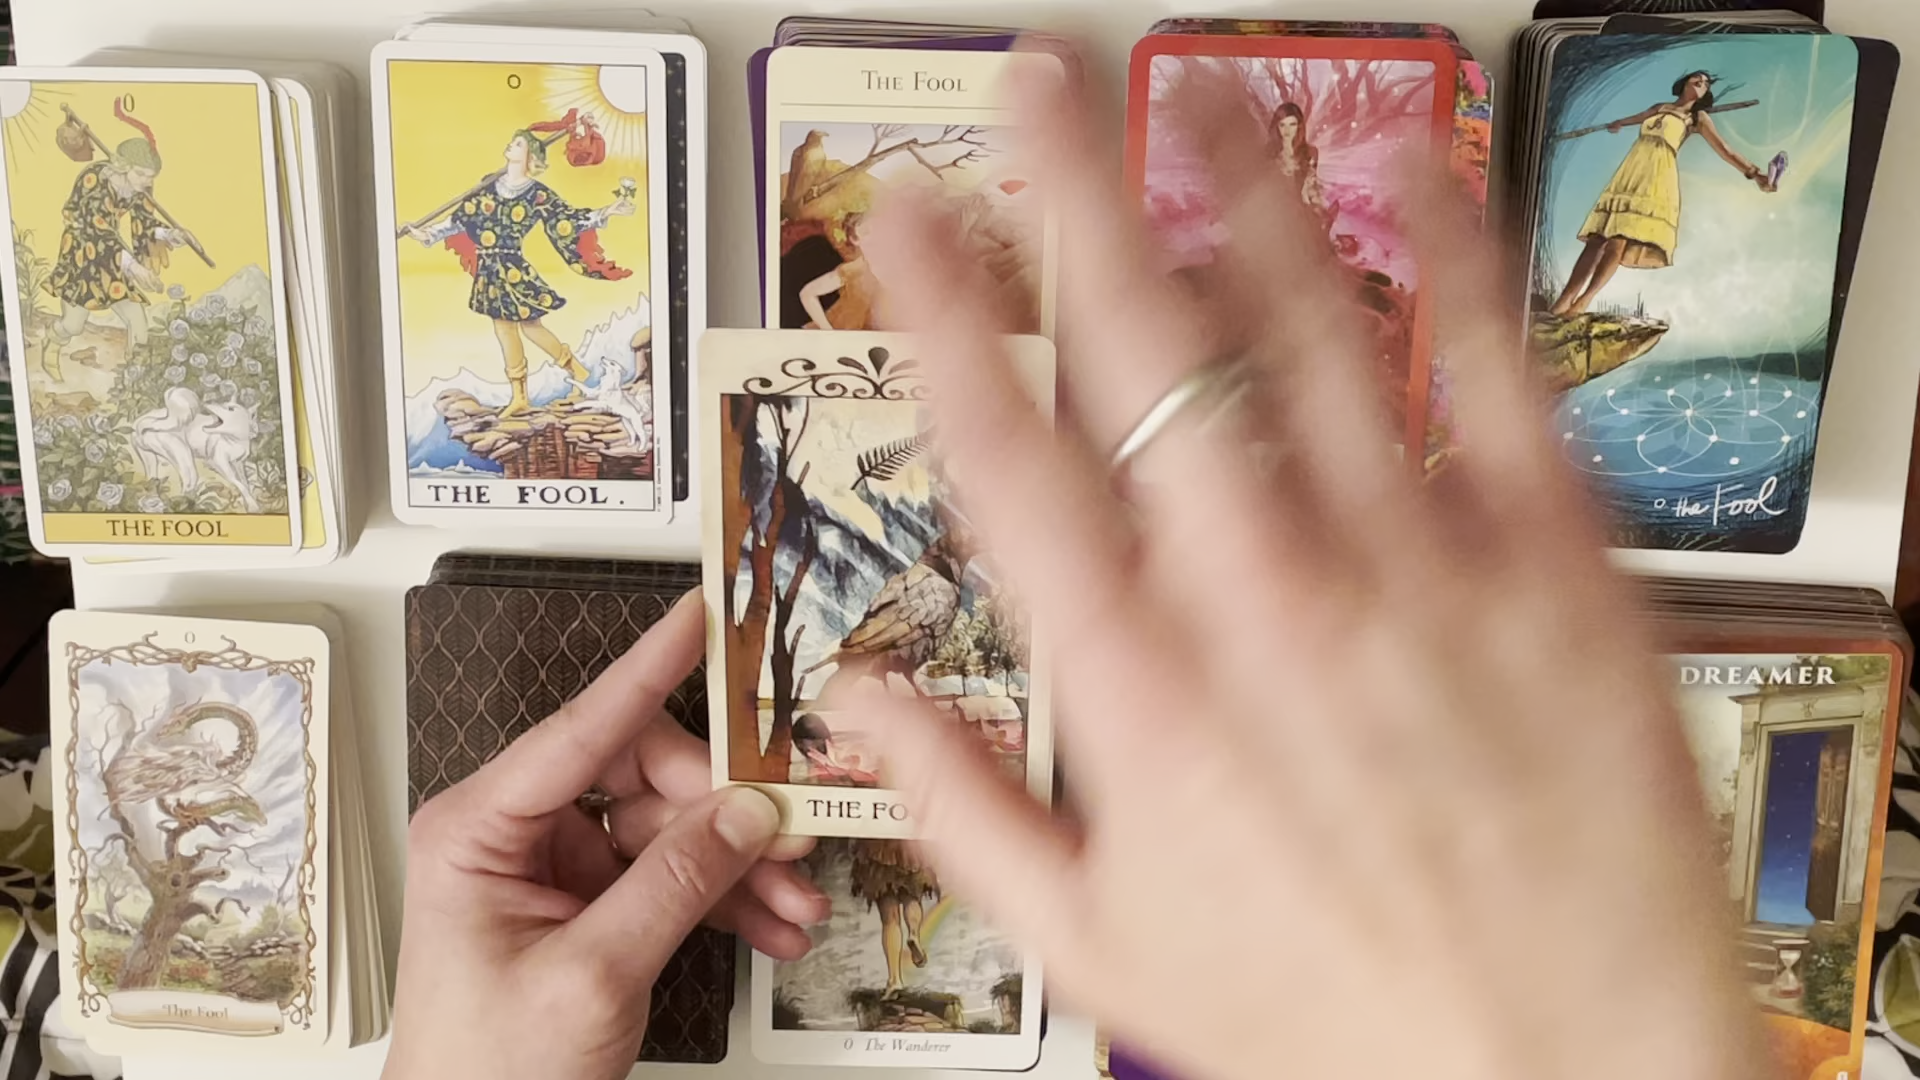 0
THE FOOL
0
THE FOOL.
THE FOOL
0 the Fool
0
The Fool
THE FO
0 The Wanderer
DREAMER